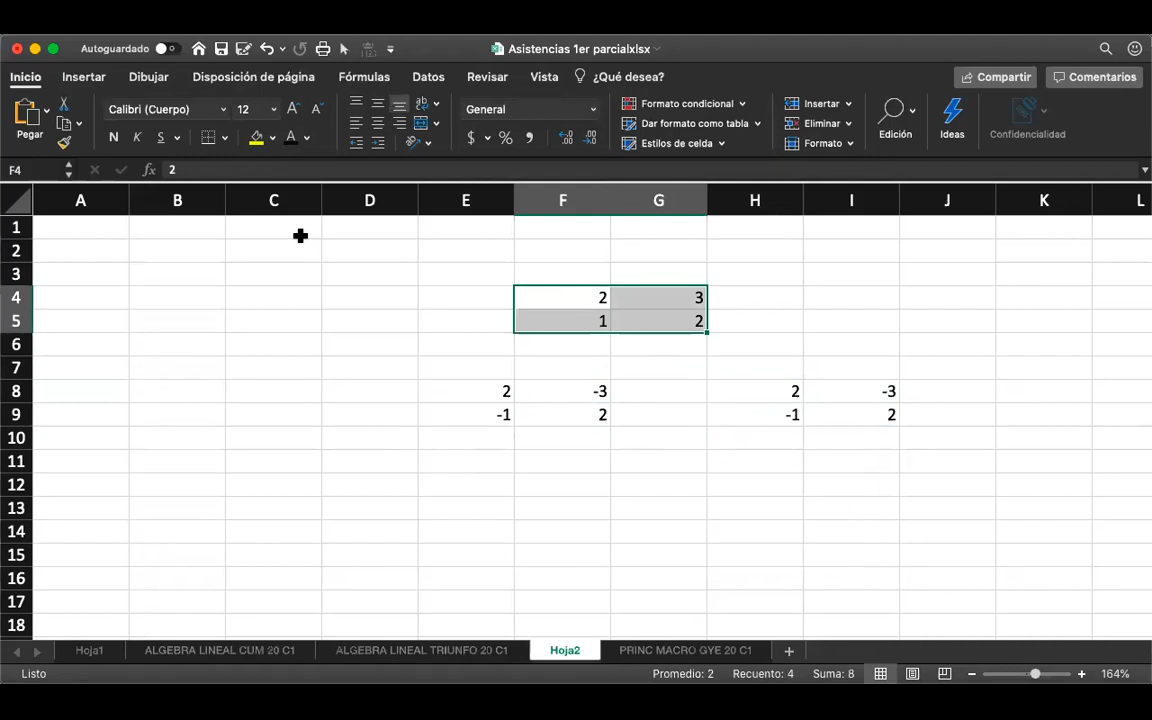 Autoguardado
Asistencias 1er parcialxlsx
Inicio Insertar Dibujar Disposición de página Fórmulas Datos Revisar Vista ¿Qué desea? Compartir Comentarios
Pegar Calibri (Cuerpo) 12 General Formato condicional Insertar Edición Ideas Confidencialidad
Dar formato como tabla Eliminar
N K S A $ % Estilos de celda Formato
F4 fx 2
A B C D E F G H I J K L
1
2
3
4 2 3
5 1 2
6
7
8 2 -3 2 -3
9 -1 2 -1 2
10
11
12
13
14
15
16
17
18
Hoja1 ALGEBRA LINEAL CUM 20 C1 ALGEBRA LINEAL TRIUNFO 20 C1 Hoja2 PRINC MACRO GYE 20 C1 +
Listo Promedio: 2 Recuento: 4 Suma: 8 164%